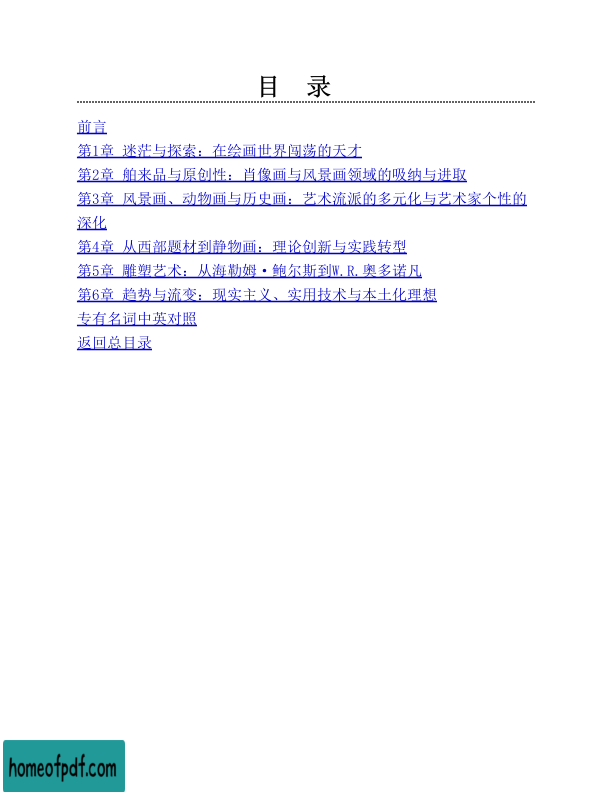 目 录
前言
第1章 迷茫与探索：在绘画世界闯荡的天才
第2章 舶来品与原创性：肖像画与风景画领域的吸纳与进取
第3章 风景画、动物画与历史画：艺术流派的多元化与艺术家个性的
深化
第4章 从西部题材到静物画：理论创新与实践转型
第5章 雕塑艺术：从海勒姆·鲍尔斯到W.R.奥多诺凡
第6章 趋势与流变：现实主义、实用技术与本土化理想
专有名词中英对照
返回总目录
homeofpdf.com